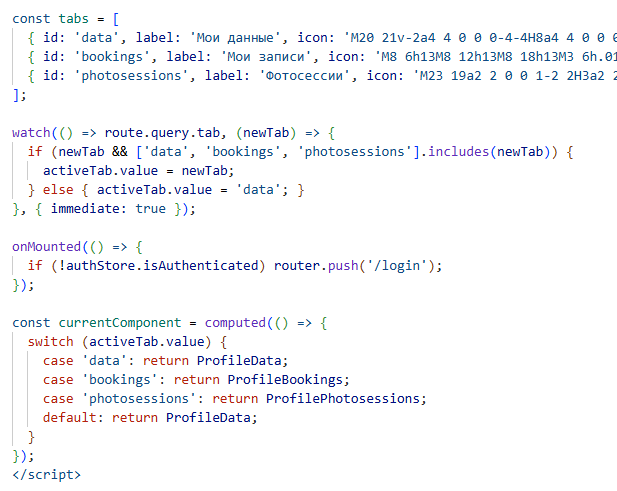 const tabs = [
{ id: 'data', label: 'Мои данные', icon: 'M20 21v-2a4 4 0 0 0-4-4H8a4 4 0 0 0
{ id: 'bookings', label: 'Мои записи', icon: 'M8 6h13M8 12h13M8 18h13M3 6h.01
{ id: 'photosessions', label: 'Фотосессии', icon: 'M23 19a2 2 0 0 1-2 2H3a2 2
];
watch(() => route.query.tab, (newTab) => {
if (newTab && ['data', 'bookings', 'photosessions'].includes(newTab)) {
activeTab.value = newTab;
} else { activeTab.value = 'data'; }
}, { immediate: true });
onMounted(() => {
if (!authStore.isAuthenticated) router.push('/login');
});
const currentComponent = computed(() => {
switch (activeTab.value) {
case 'data': return ProfileData;
case 'bookings': return ProfileBookings;
case 'photosessions': return ProfilePhotosessions;
default: return ProfileData;
}
});
</script>